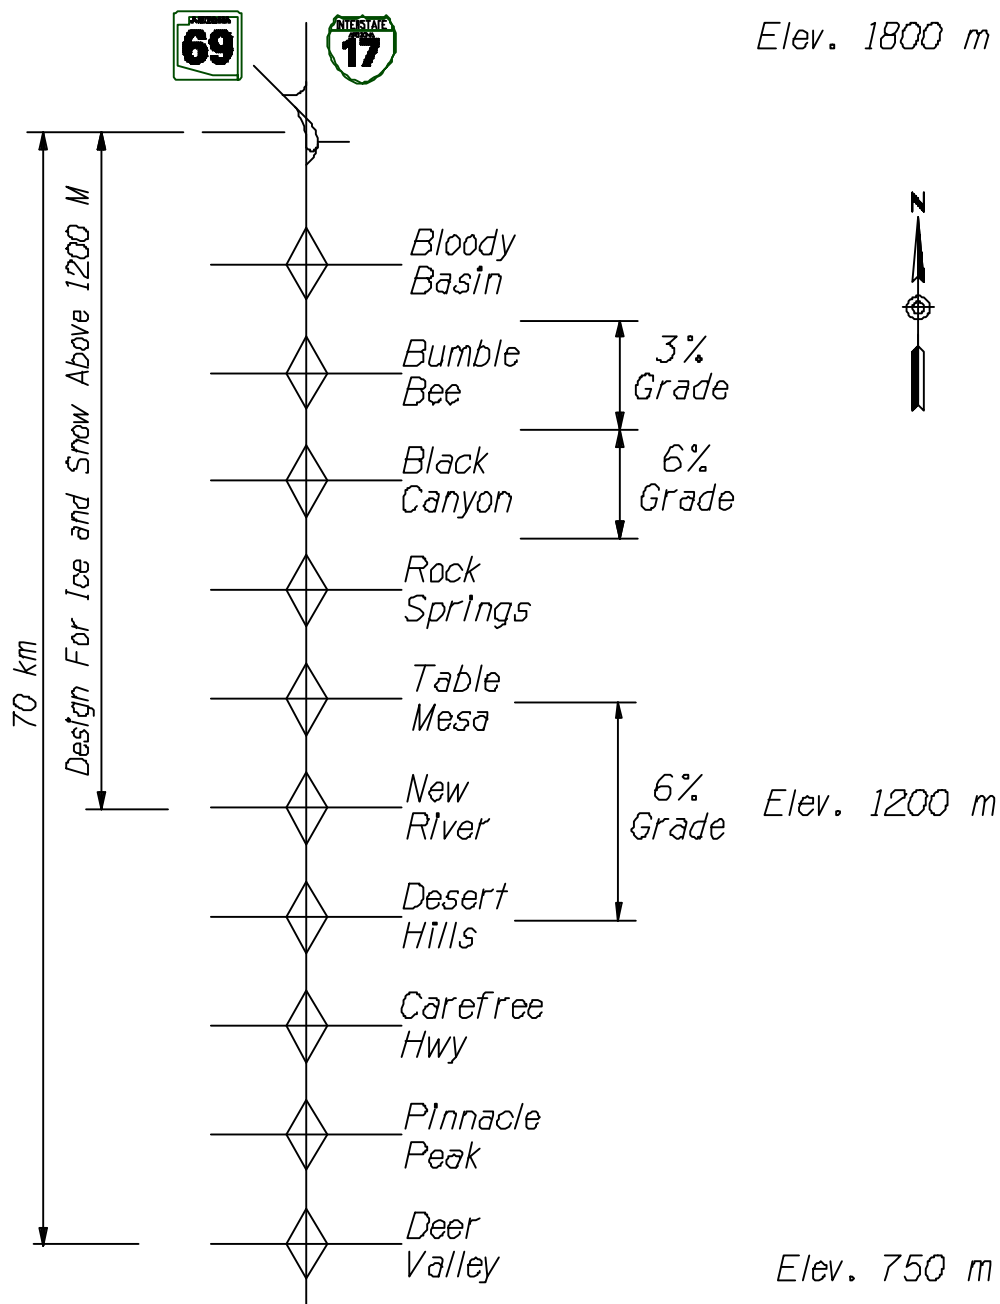 69
INTERSTATE
17
Elev. 1800 m
N
Design For Ice and Snow Above 1200 M
70 km
Bloody
Basin
Bumble
Bee
3%
Grade
Black
Canyon
6%
Grade
Rock
Springs
Table
Mesa
New
River
6%
Grade
Elev. 1200 m
Desert
Hills
Carefree
Hwy
Pinnacle
Peak
Deer
Valley
Elev. 750 m